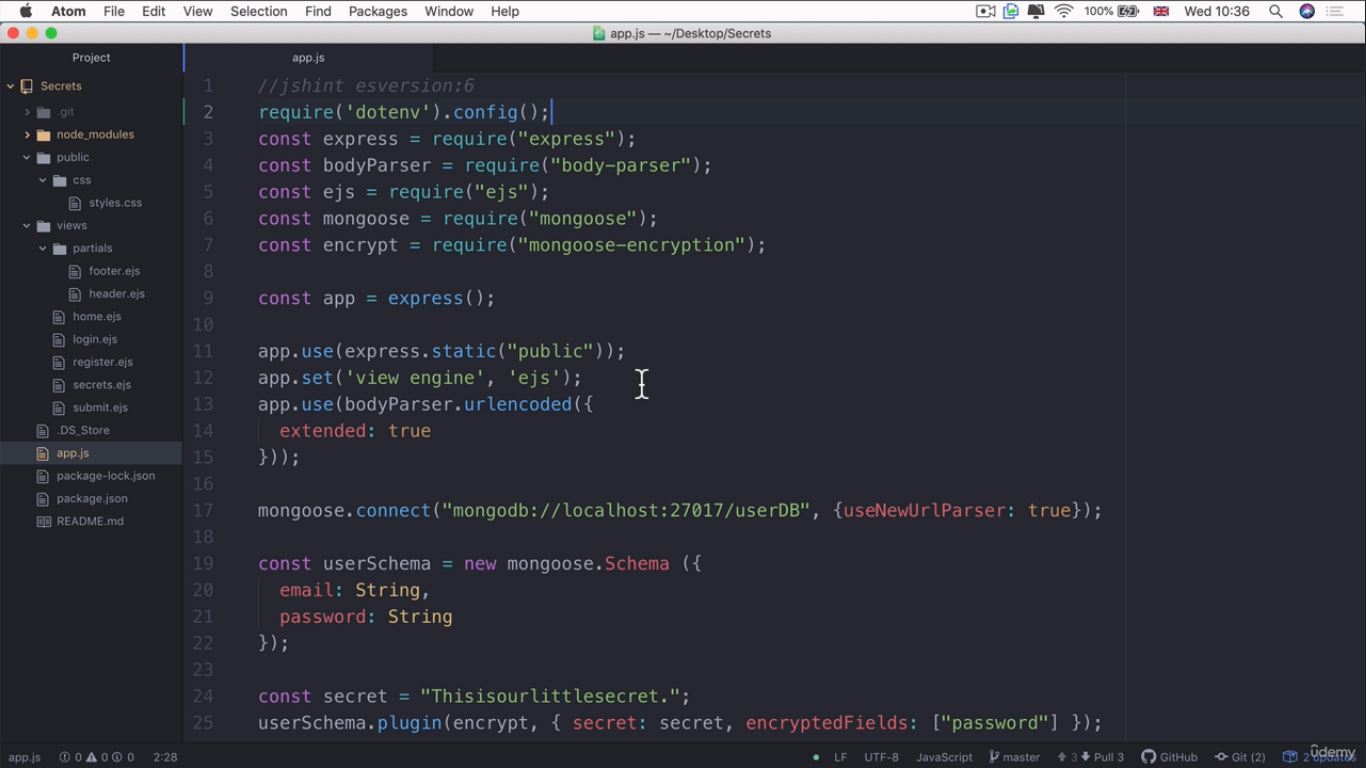 Atom File Edit View Selection Find Packages Window Help 100% Wed 10:36
app.js — ~/Desktop/Secrets
Project
app.js
Secrets
.git
node_modules
public
css
styles.css
views
partials
footer.ejs
header.ejs
home.ejs
login.ejs
register.ejs
secrets.ejs
submit.ejs
.DS_Store
app.js
package-lock.json
package.json
README.md
1 //jshint esversion:6
2 require('dotenv').config();
3 const express = require("express");
4 const bodyParser = require("body-parser");
5 const ejs = require("ejs");
6 const mongoose = require("mongoose");
7 const encrypt = require("mongoose-encryption");
8
9 const app = express();
10
11 app.use(express.static("public"));
12 app.set('view engine', 'ejs');
13 app.use(bodyParser.urlencoded({
14 extended: true
15 }));
16
17 mongoose.connect("mongodb://localhost:27017/userDB", {useNewUrlParser: true});
18
19 const userSchema = new mongoose.Schema ({
20 email: String,
21 password: String
22 });
23
24 const secret = "Thisisourlittlesecret.";
25 userSchema.plugin(encrypt, { secret: secret, encryptedFields: ["password"] });
app.js 0 0 0 2:28 LF UTF-8 JavaScript master 3 Pull 3 GitHub Git (2) 2 updates
udemy